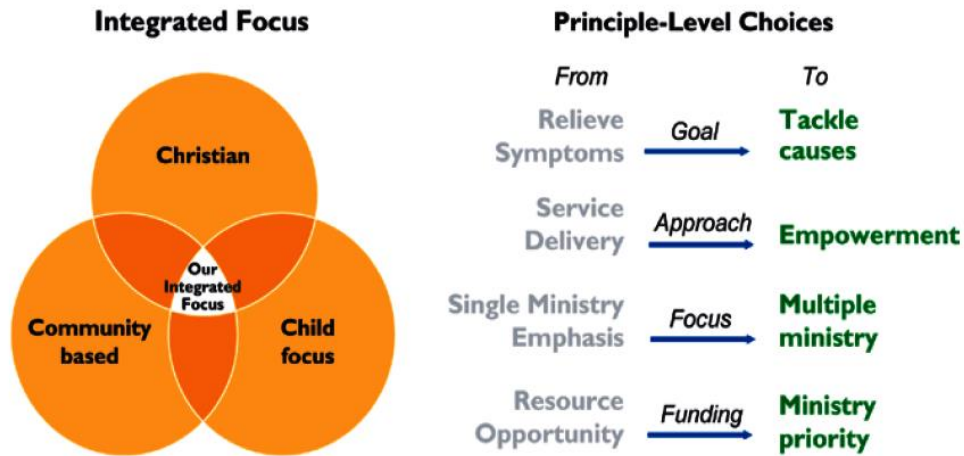 Integrated Focus
Christian
Our
Integrated
Focus
Community
based
Child
focus
Principle-Level Choices
From
To
Relieve
Symptoms
Goal
Tackle
causes
Service
Delivery
Approach
Empowerment
Single Ministry
Emphasis
Focus
Multiple
ministry
Resource
Opportunity
Funding
Ministry
priority